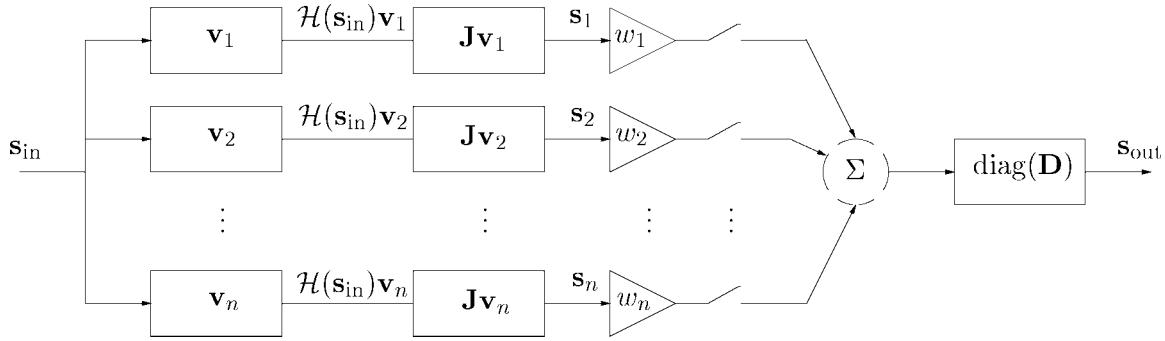 𝐯₁ ℋ(𝐬ᵢₙ)𝐯₁ 𝐉𝐯₁ 𝐬₁ w₁
𝐯₂ ℋ(𝐬ᵢₙ)𝐯₂ 𝐉𝐯₂ 𝐬₂ w₂
𝐬ᵢₙ Σ diag(𝐃) 𝐬ₒᵤₜ
⋮ ⋮ ⋮ ⋮
𝐯ₙ ℋ(𝐬ᵢₙ)𝐯ₙ 𝐉𝐯ₙ 𝐬ₙ wₙ